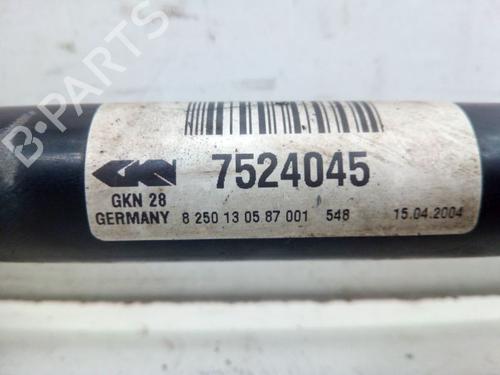 B-PARTS
GKN 7524045
GKN 28
GERMANY 8 250 13 05 87 001 548 15.04.2004